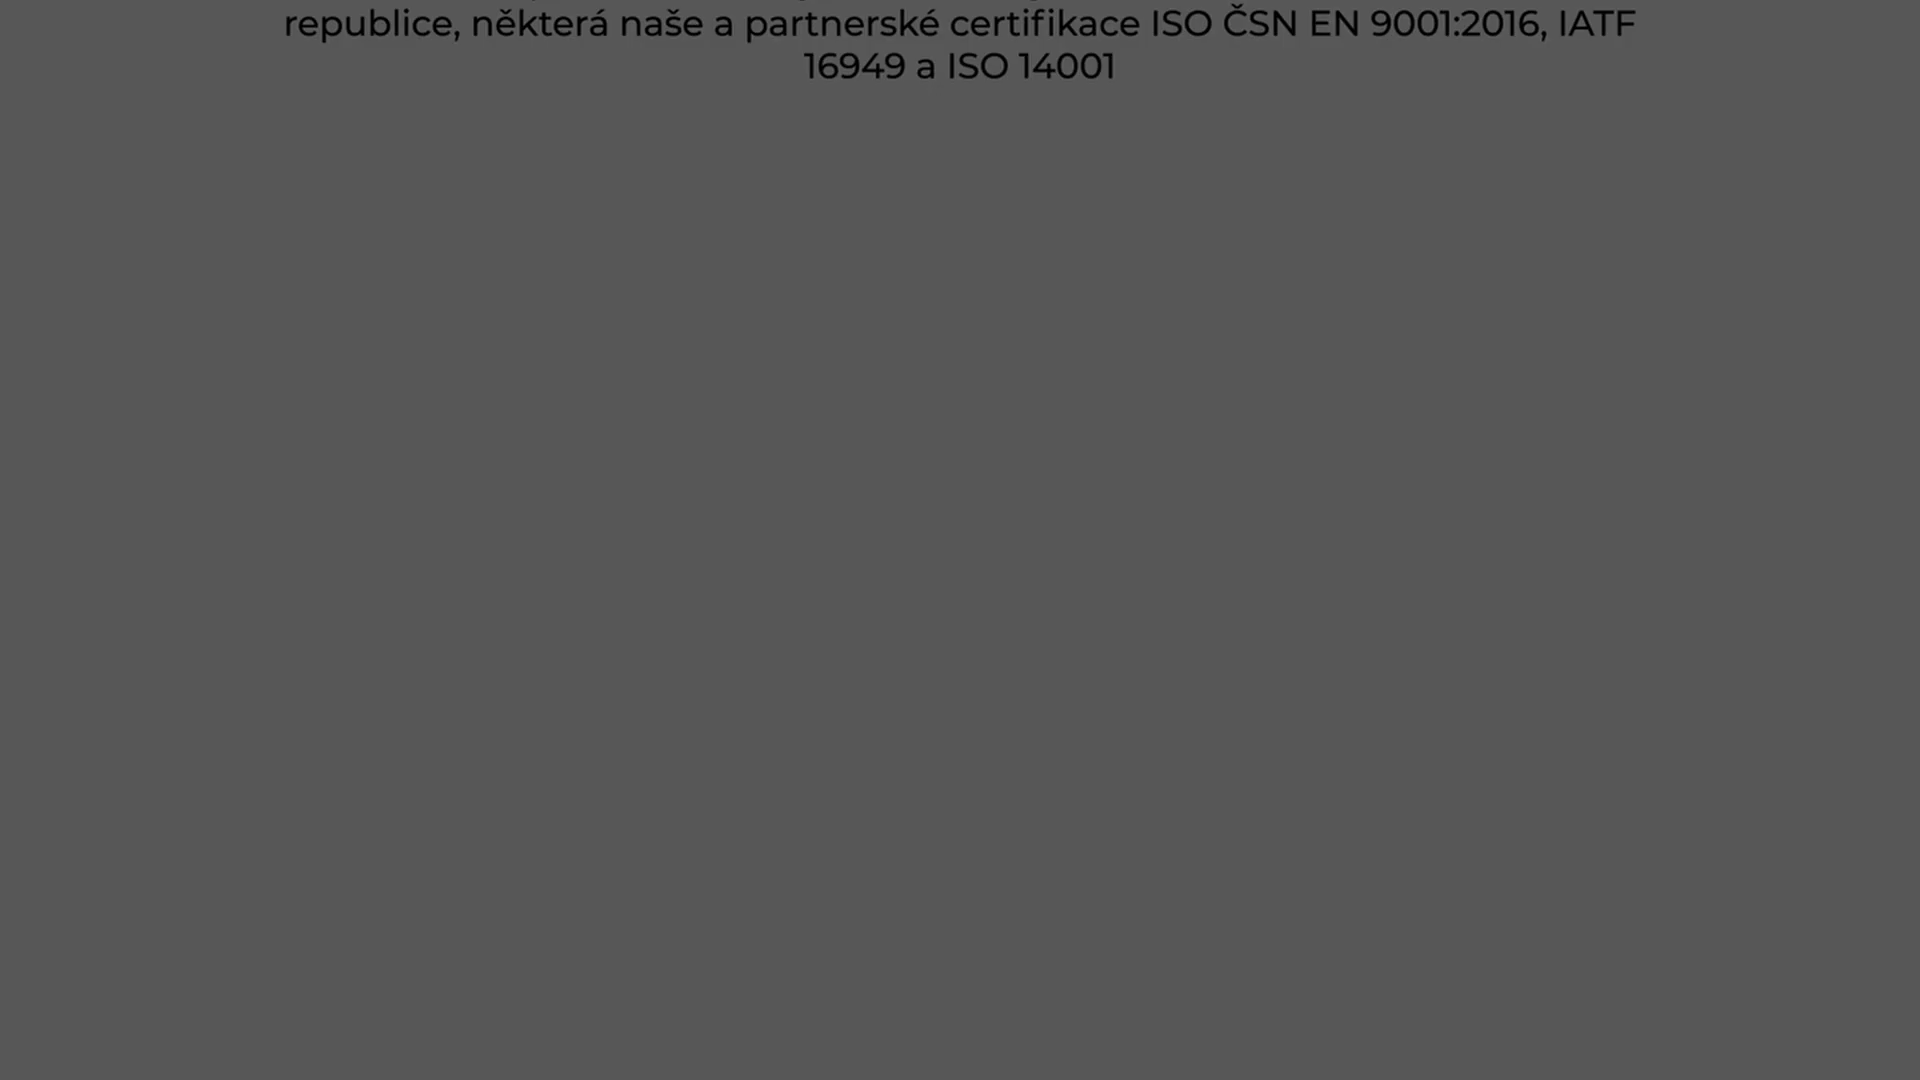 republice, některá naše a partnerské certifikace ISO ČSN EN 9001:2016, IATF
16949 a ISO 14001